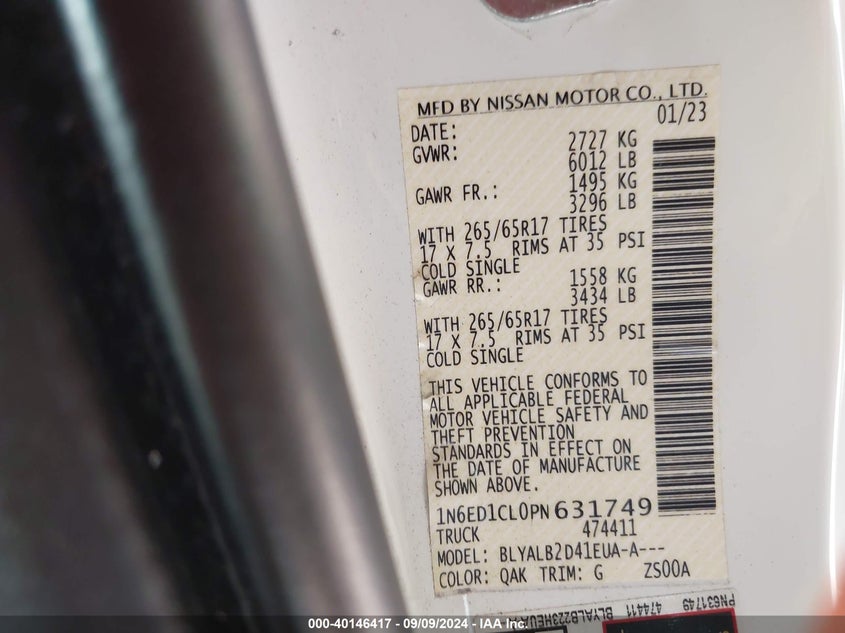 MFD BY NISSAN MOTOR CO., LTD.
DATE: 01/23
GVWR: 2727 KG
6012 LB
GAWR FR.: 1495 KG
3296 LB
WITH 265/65R17 TIRES
17 X 7.5 RIMS AT 35 PSI
COLD SINGLE
GAWR RR.: 1558 KG
3434 LB
WITH 265/65R17 TIRES
17 X 7.5 RIMS AT 35 PSI
COLD SINGLE
THIS VEHICLE CONFORMS TO
ALL APPLICABLE FEDERAL
MOTOR VEHICLE SAFETY AND
THEFT PREVENTION
STANDARDS IN EFFECT ON
THE DATE OF MANUFACTURE
SHOWN ABOVE.
1N6ED1CL0PN631749
TRUCK 474411
MODEL: BLYALB2D41EUA-A---
COLOR: QAK TRIM: G ZS00A
PN631749 474411
000-40146417 - 09/09/2024 - IAAI.COM